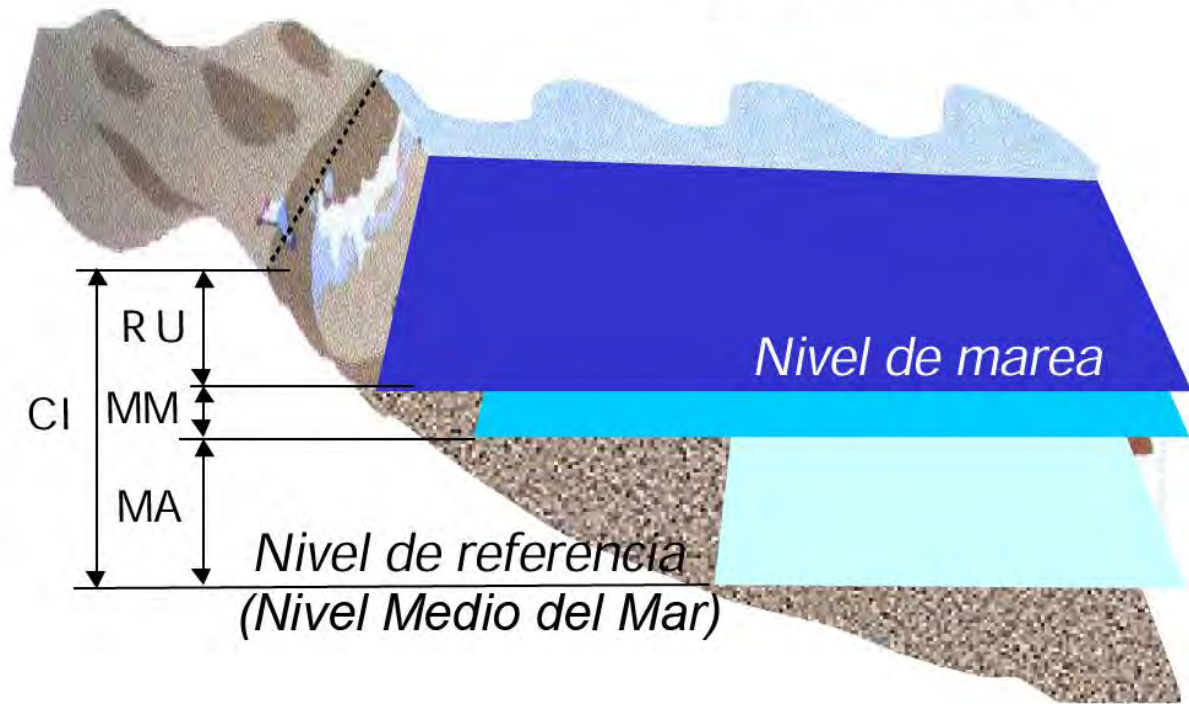 Nivel de marea
RU
CI
MM
MA
Nivel de referencia
(Nivel Medio del Mar)